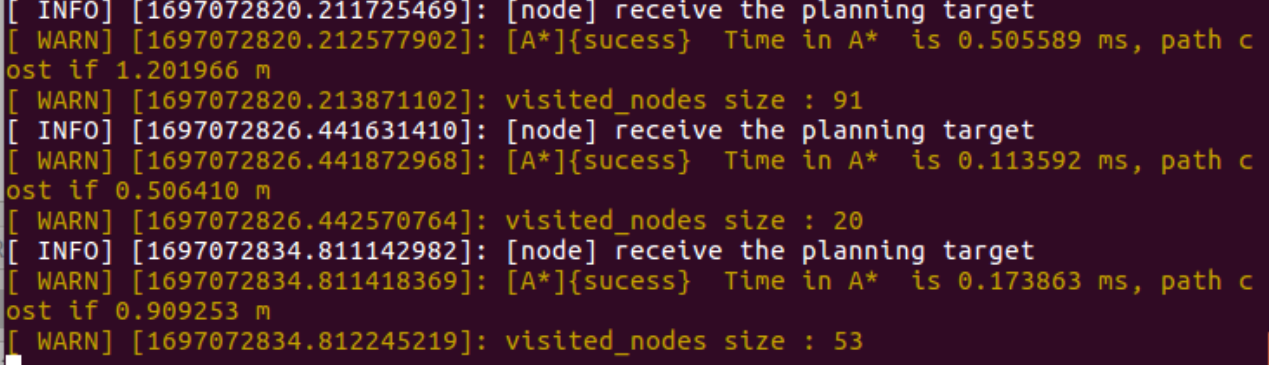 [ INFO] [1697072820.211725469]: [node] receive the planning target
[ WARN] [1697072820.212577902]: [A*]{sucess}  Time in A*  is 0.505589 ms, path c
ost if 1.201966 m
[ WARN] [1697072820.213871102]: visited_nodes size : 91
[ INFO] [1697072826.441631410]: [node] receive the planning target
[ WARN] [1697072826.441872968]: [A*]{sucess}  Time in A*  is 0.113592 ms, path c
ost if 0.506410 m
[ WARN] [1697072826.442570764]: visited_nodes size : 20
[ INFO] [1697072834.811142982]: [node] receive the planning target
[ WARN] [1697072834.811418369]: [A*]{sucess}  Time in A*  is 0.173863 ms, path c
ost if 0.909253 m
[ WARN] [1697072834.812245219]: visited_nodes size : 53